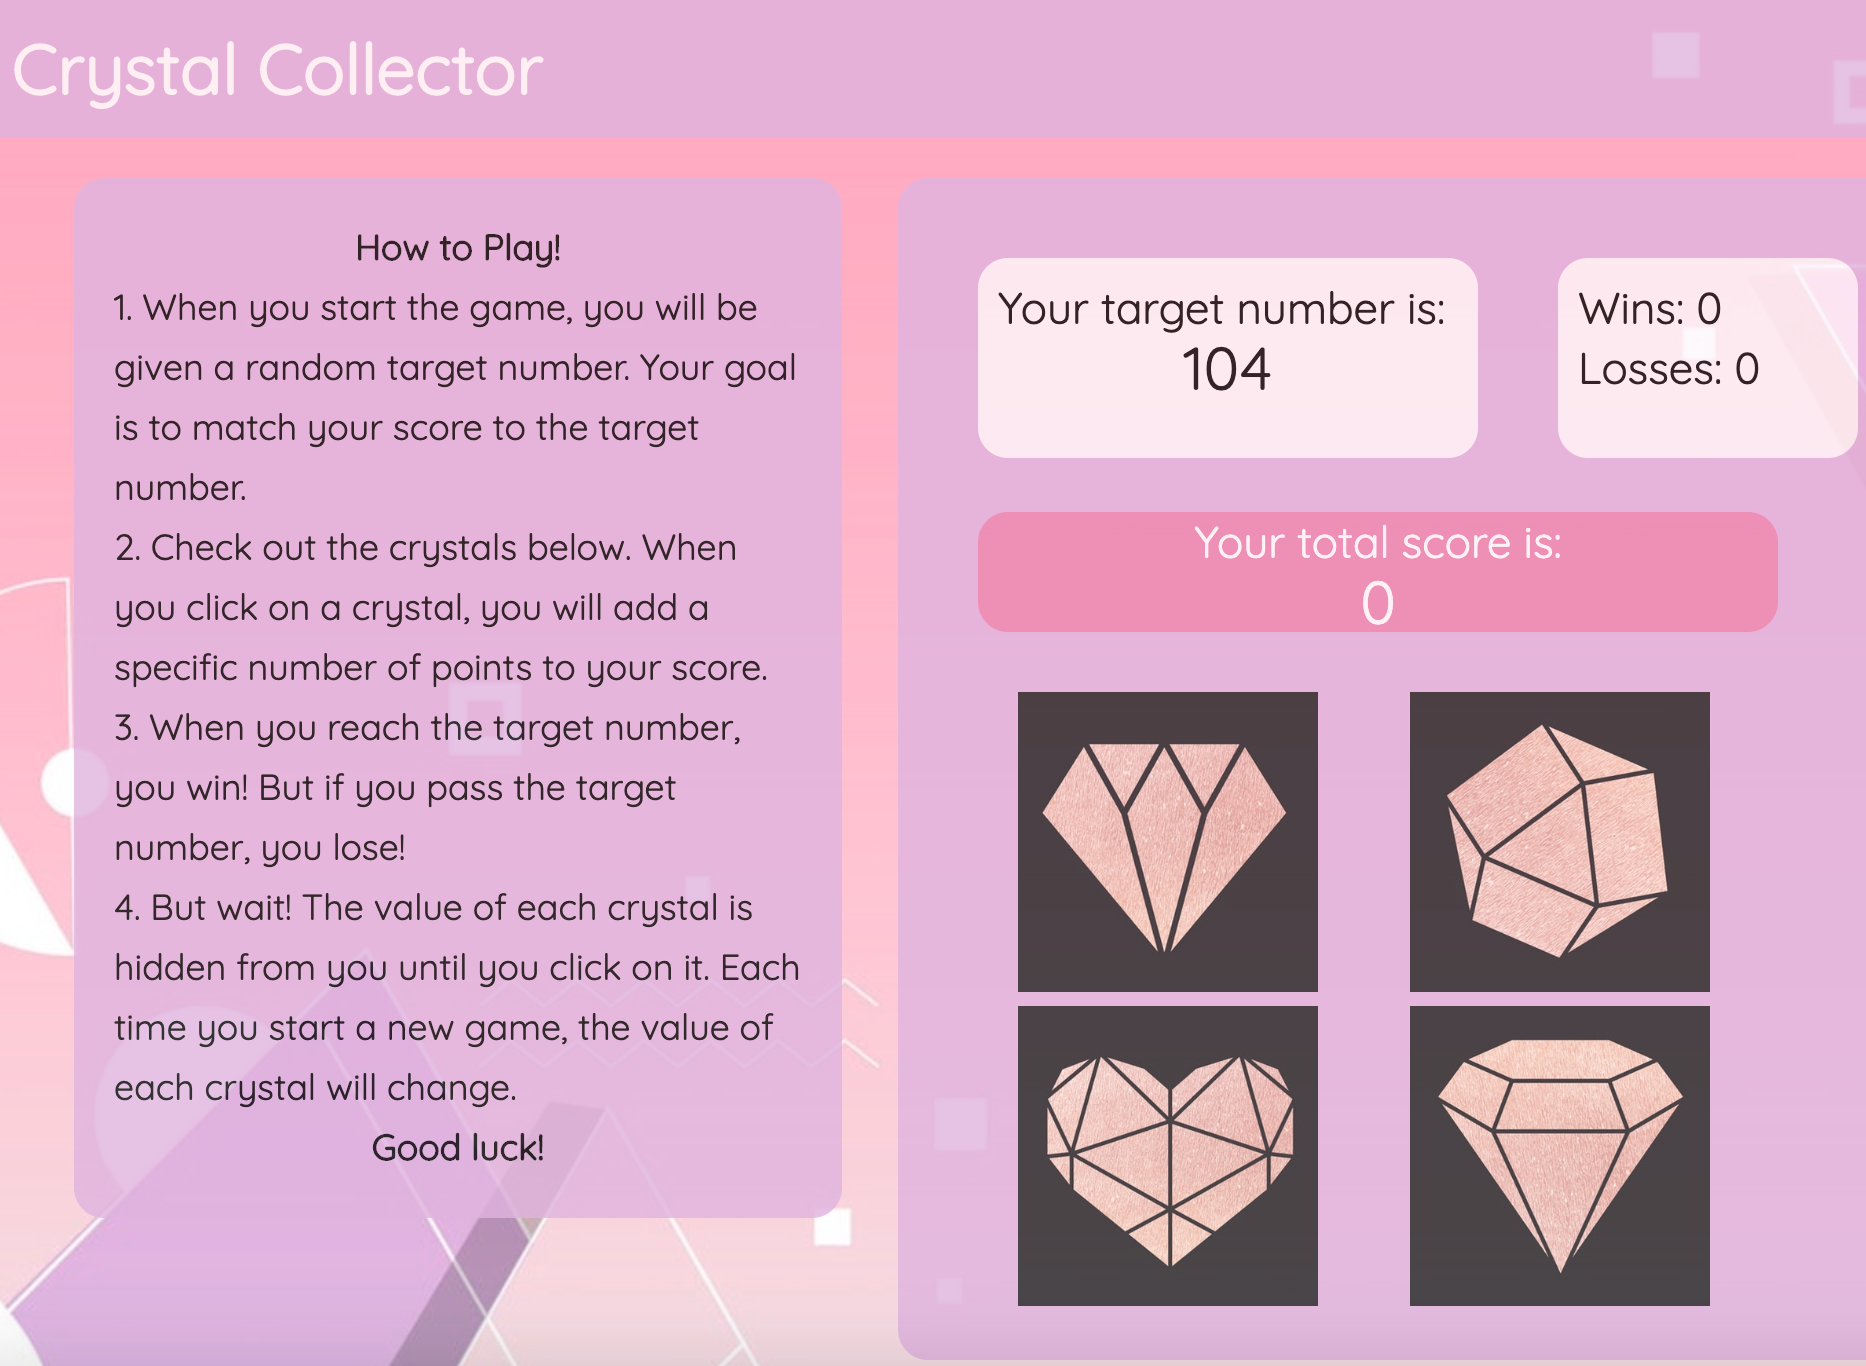 Crystal Collector
How to Play!
1. When you start the game, you will be
given a random target number. Your goal
is to match your score to the target
number.
2. Check out the crystals below. When
you click on a crystal, you will add a
specific number of points to your score.
3. When you reach the target number,
you win! But if you pass the target
number, you lose!
4. But wait! The value of each crystal is
hidden from you until you click on it. Each
time you start a new game, the value of
each crystal will change.
Good luck!
Your target number is:
104
Wins: 0
Losses: 0
Your total score is:
0